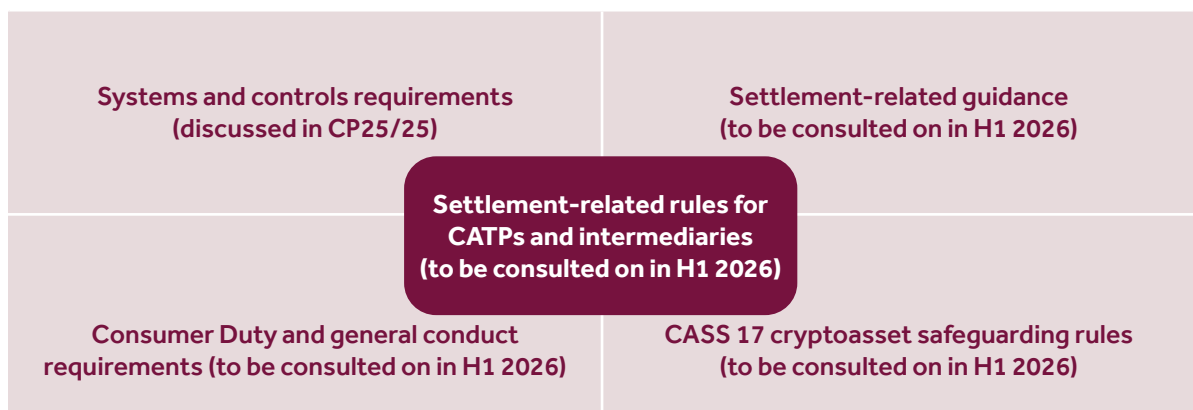 Systems and controls requirements
(discussed in CP25/25)
Settlement-related guidance
(to be consulted on in H1 2026)
Settlement-related rules for
CATPs and intermediaries
(to be consulted on in H1 2026)
Consumer Duty and general conduct
requirements (to be consulted on in H1 2026)
CASS 17 cryptoasset safeguarding rules
(to be consulted on in H1 2026)